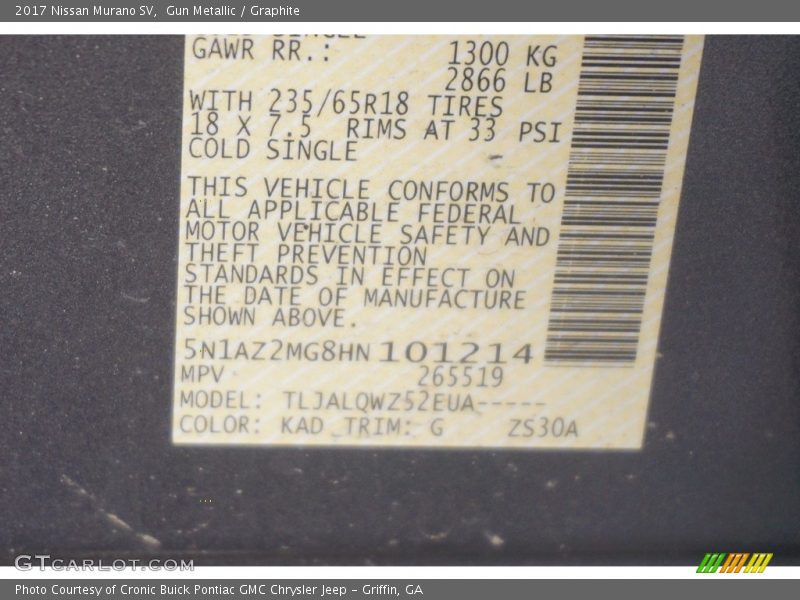 2017 Nissan Murano SV,  Gun Metallic / Graphite
GAWR RR.: 1300 KG
2866 LB
WITH 235/65R18 TIRES
18 X 7.5 RIMS AT 33 PSI
COLD SINGLE
THIS VEHICLE CONFORMS TO
ALL APPLICABLE FEDERAL
MOTOR VEHICLE SAFETY AND
THEFT PREVENTION
STANDARDS IN EFFECT ON
THE DATE OF MANUFACTURE
SHOWN ABOVE.
5N1AZ2MG8HN101214
MPV 265519
MODEL: TLJALQWZ52EUA-----
COLOR: KAD TRIM: G ZS30A
GTcarlot.com
Photo Courtesy of Cronic Buick Pontiac GMC Chrysler Jeep - Griffin, GA